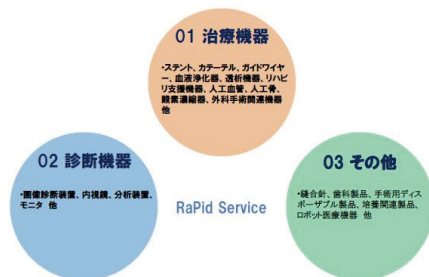 01 治療機器
・ステント、カテーテル、ガイドワイヤ
ー、血液浄化器、透析機器、リハビ
リ支援機器、人工血管、人工骨、
酸素濃縮器、外科手術関連機器
他
02 診断機器
・画像診断装置、内視鏡、分析装置、
モニタ 他
RaPid Service
03 その他
・縫合針、歯科製品、手術用ディス
ポーザブル製品、培養関連製品、
ロボット医療機器 他